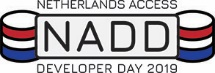 NETHERLANDS ACCESS
NADD
DEVELOPER DAY 2019